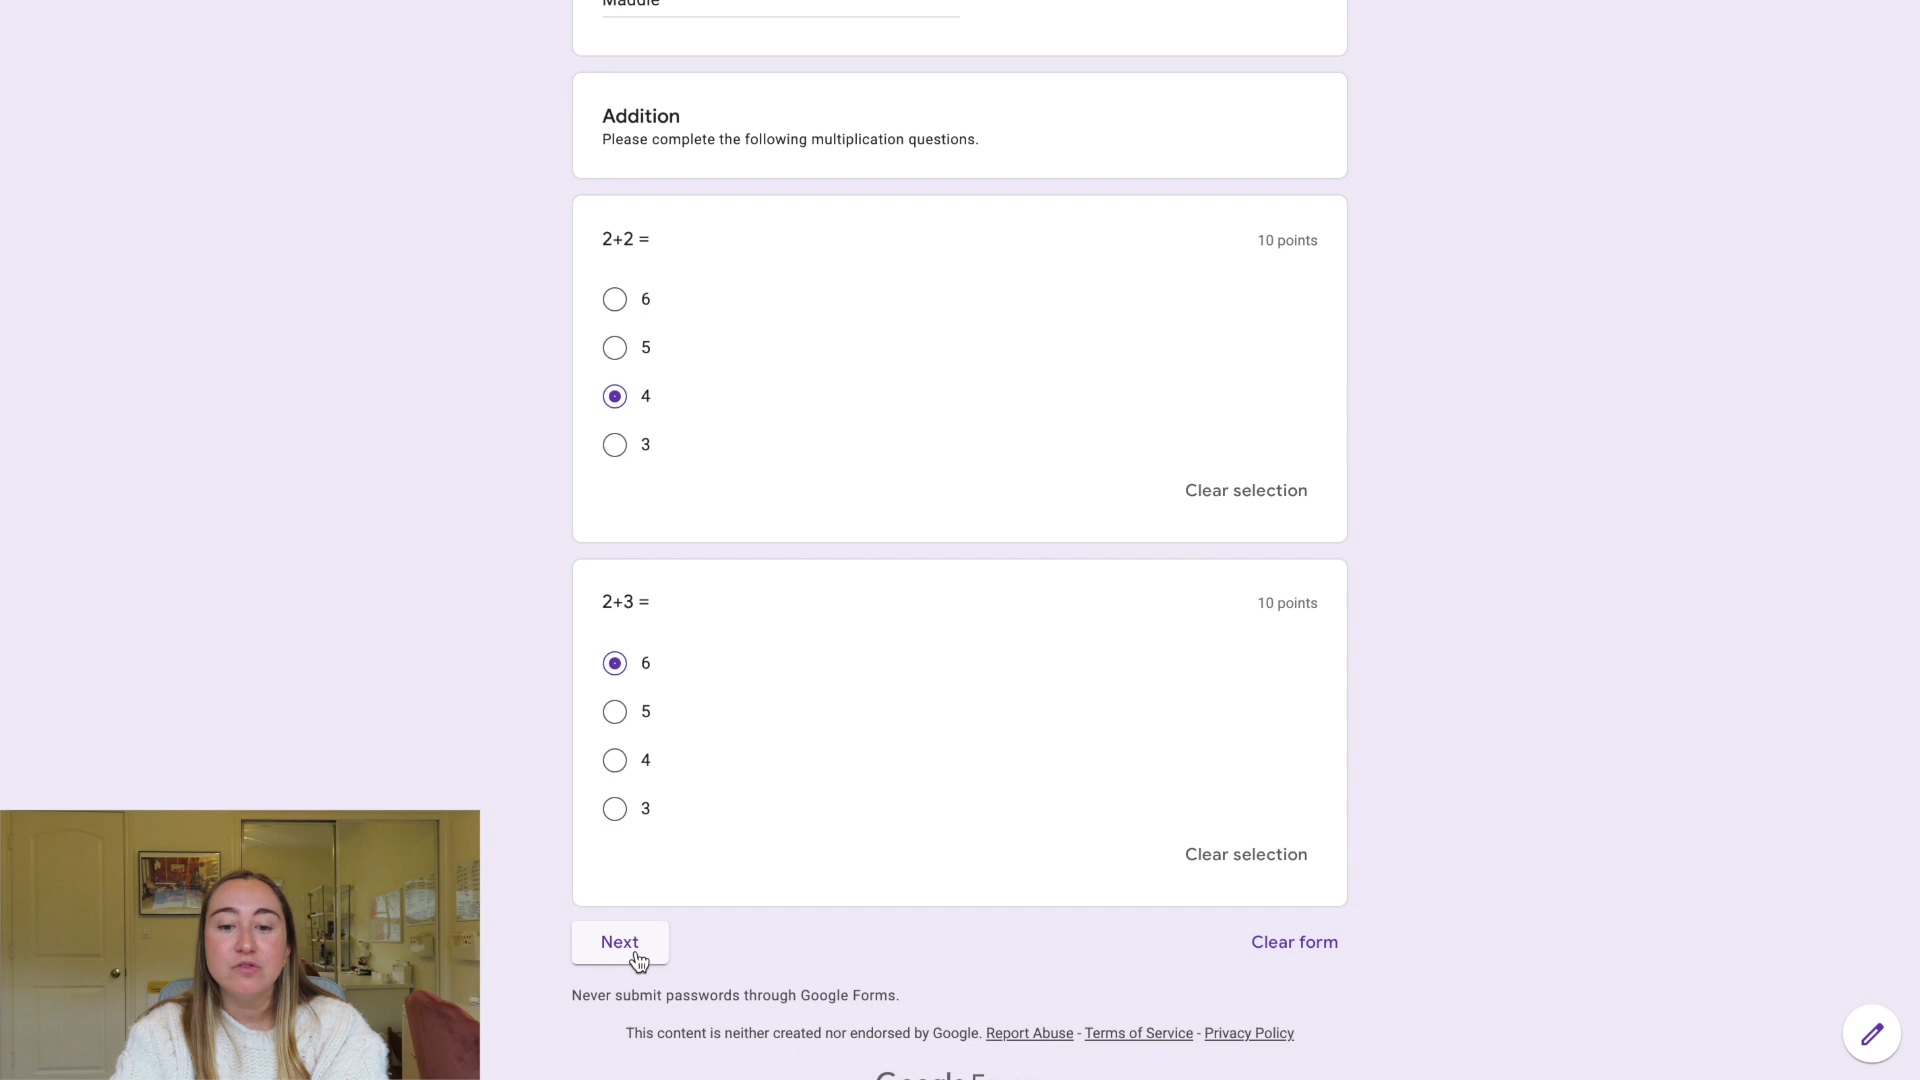 Maddie
Addition
Please complete the following multiplication questions.
2+2 =
10 points
6
5
4
3
Clear selection
2+3 =
10 points
6
5
4
3
Clear selection
Next
Clear form
Never submit passwords through Google Forms.
This content is neither created nor endorsed by Google. Report Abuse - Terms of Service - Privacy Policy